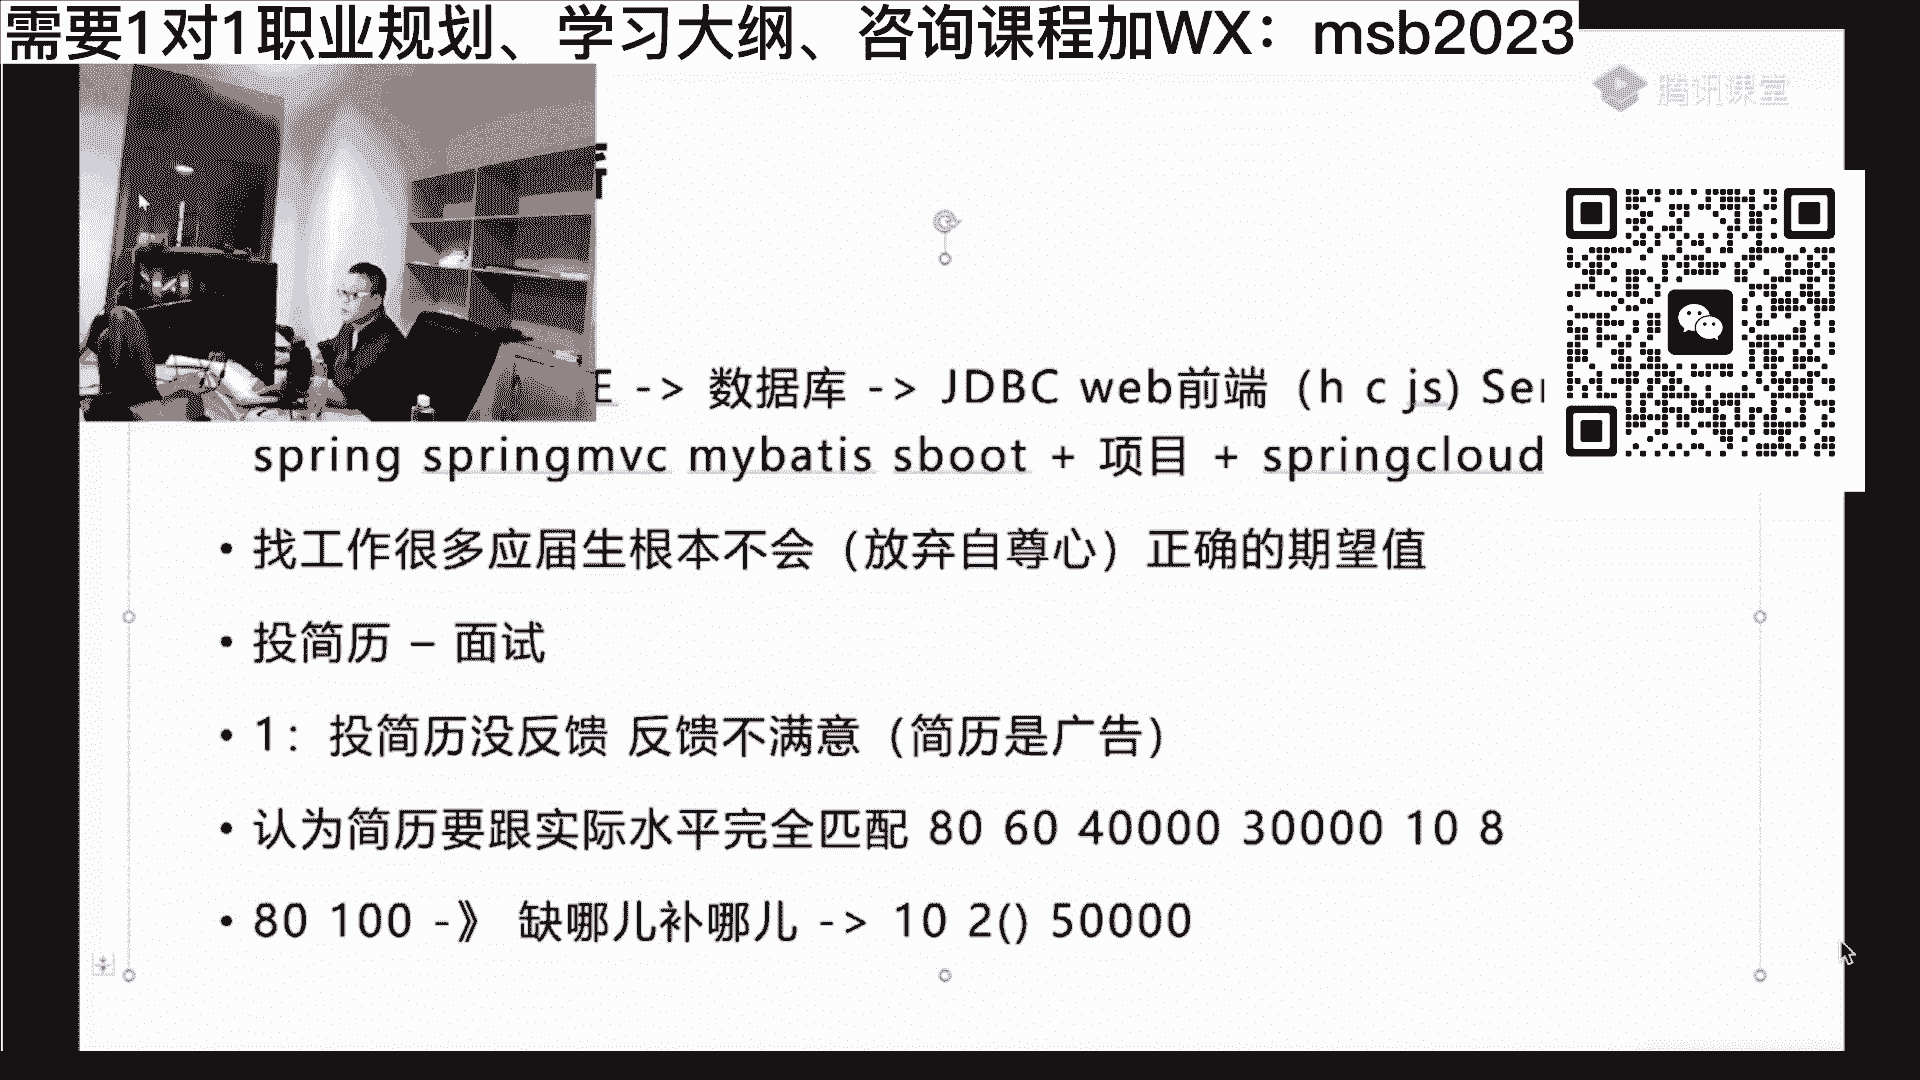 需要1对1职业规划、学习大纲、咨询课程加WX：msb2023
腾讯课堂
E -> 数据库 -> JDBC web前端（h c js) Ser
spring springmvc mybatis sboot + 项目 + springcloud
• 找工作很多应届生根本不会（放弃自尊心）正确的期望值
• 投简历 – 面试
• 1：投简历没反馈 反馈不满意（简历是广告）
• 认为简历要跟实际水平完全匹配 80 60 40000 30000 10 8
• 80 100 -》 缺哪儿补哪儿 -> 10 2() 50000